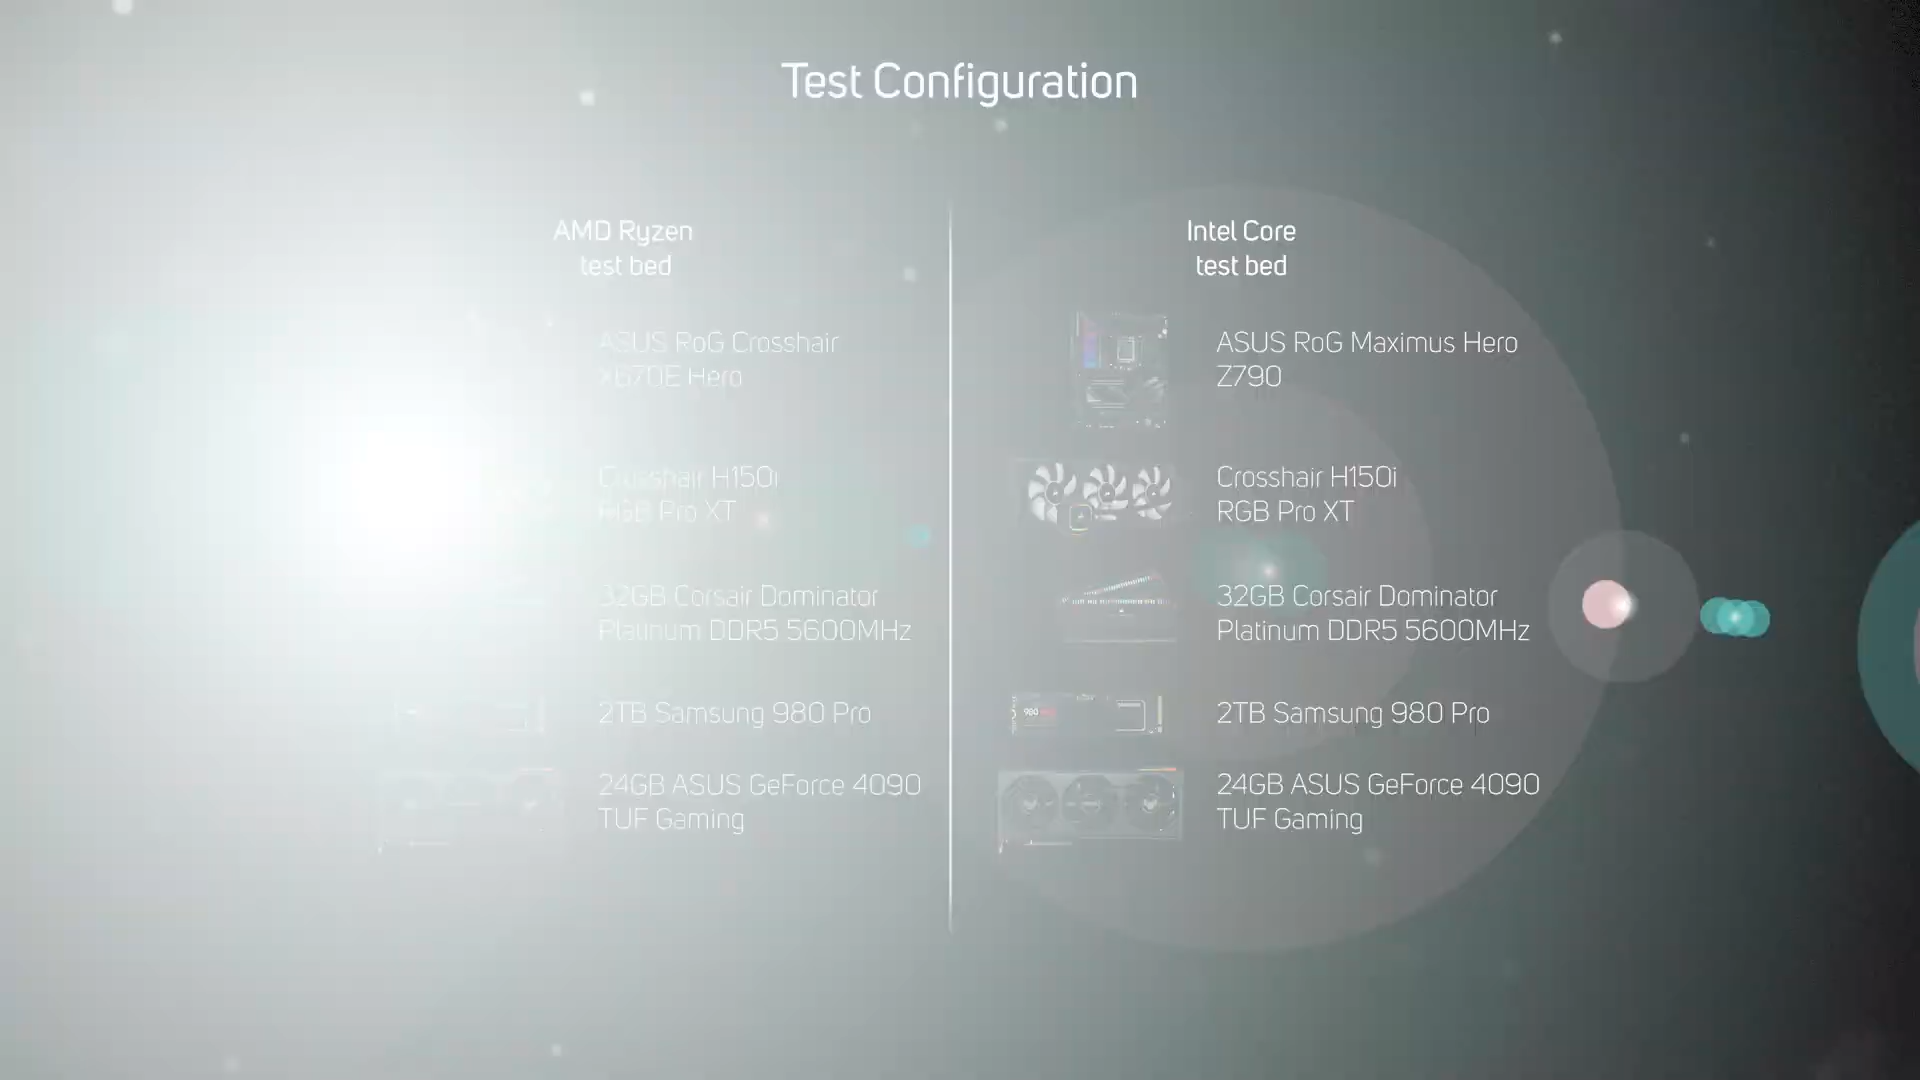 Test Configuration
AMD Ryzen
test bed
ASUS RoG Crosshair
X670E Hero
Crosshair H150i
RGB Pro XT
32GB Corsair Dominator
Platinum DDR5 5600MHz
2TB Samsung 980 Pro
24GB ASUS GeForce 4090
TUF Gaming
Intel Core
test bed
ASUS RoG Maximus Hero
Z790
Crosshair H150i
RGB Pro XT
32GB Corsair Dominator
Platinum DDR5 5600MHz
980
2TB Samsung 980 Pro
24GB ASUS GeForce 4090
TUF Gaming